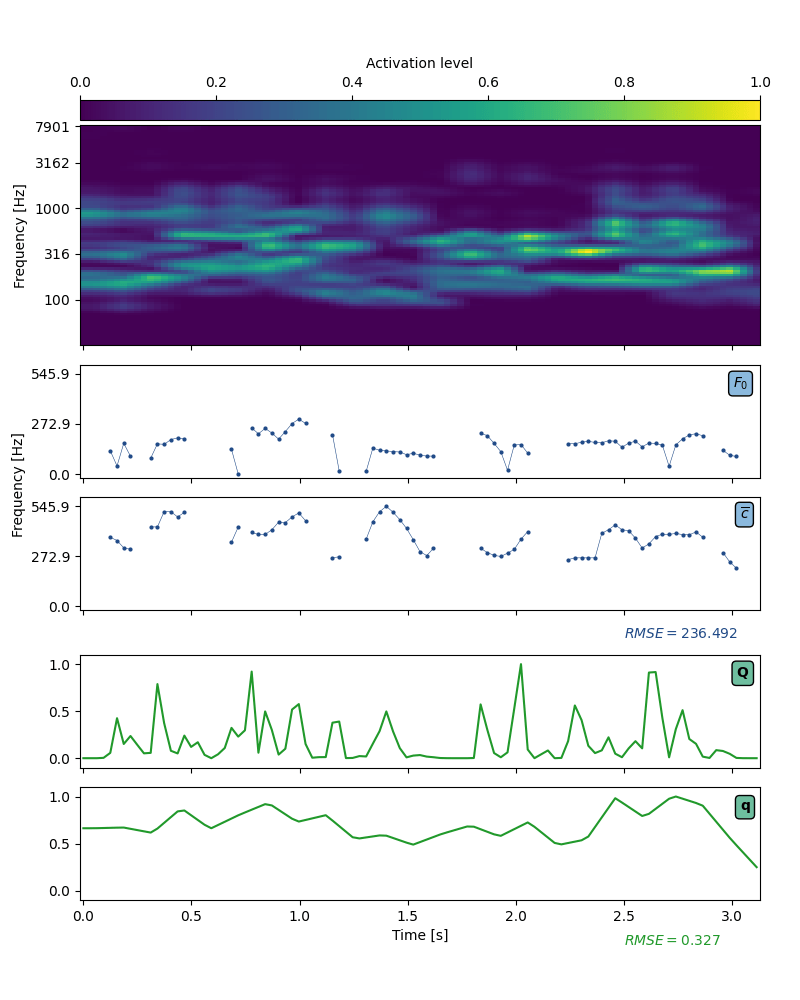 Activation level
0.0 0.2 0.4 0.6 0.8 1.0
7901
3162
1000
316
100
Frequency [Hz]
545.9
272.9
0.0
F₀
Frequency [Hz]
545.9
272.9
0.0
c̅
RMSE = 236.492
1.0
0.5
0.0
Q
1.0
0.5
0.0
q
0.0 0.5 1.0 1.5 2.0 2.5 3.0
Time [s]
RMSE = 0.327